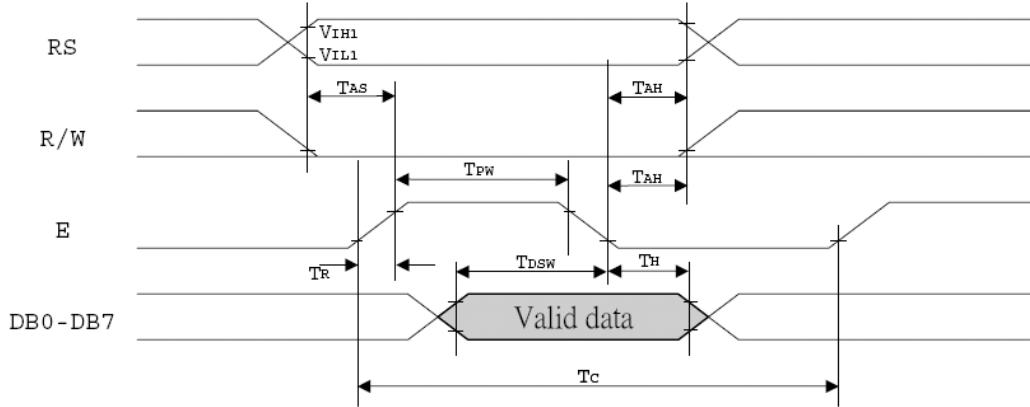 RS
VIH1
VIL1
TAS
TAH
R/W
TPW
TAH
E
TR
TDSW
TH
DB0-DB7
Valid data
TC